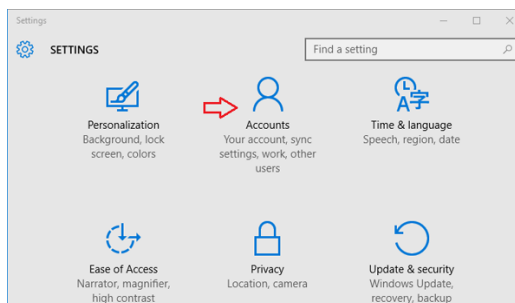 Settings
SETTINGS
Find a setting
Personalization
Background, lock
screen, colors
Accounts
Your account, sync
settings, work, other
users
Time & language
Speech, region, date
Ease of Access
Narrator, magnifier,
high contrast
Privacy
Location, camera
Update & security
Windows Update,
recovery, backup